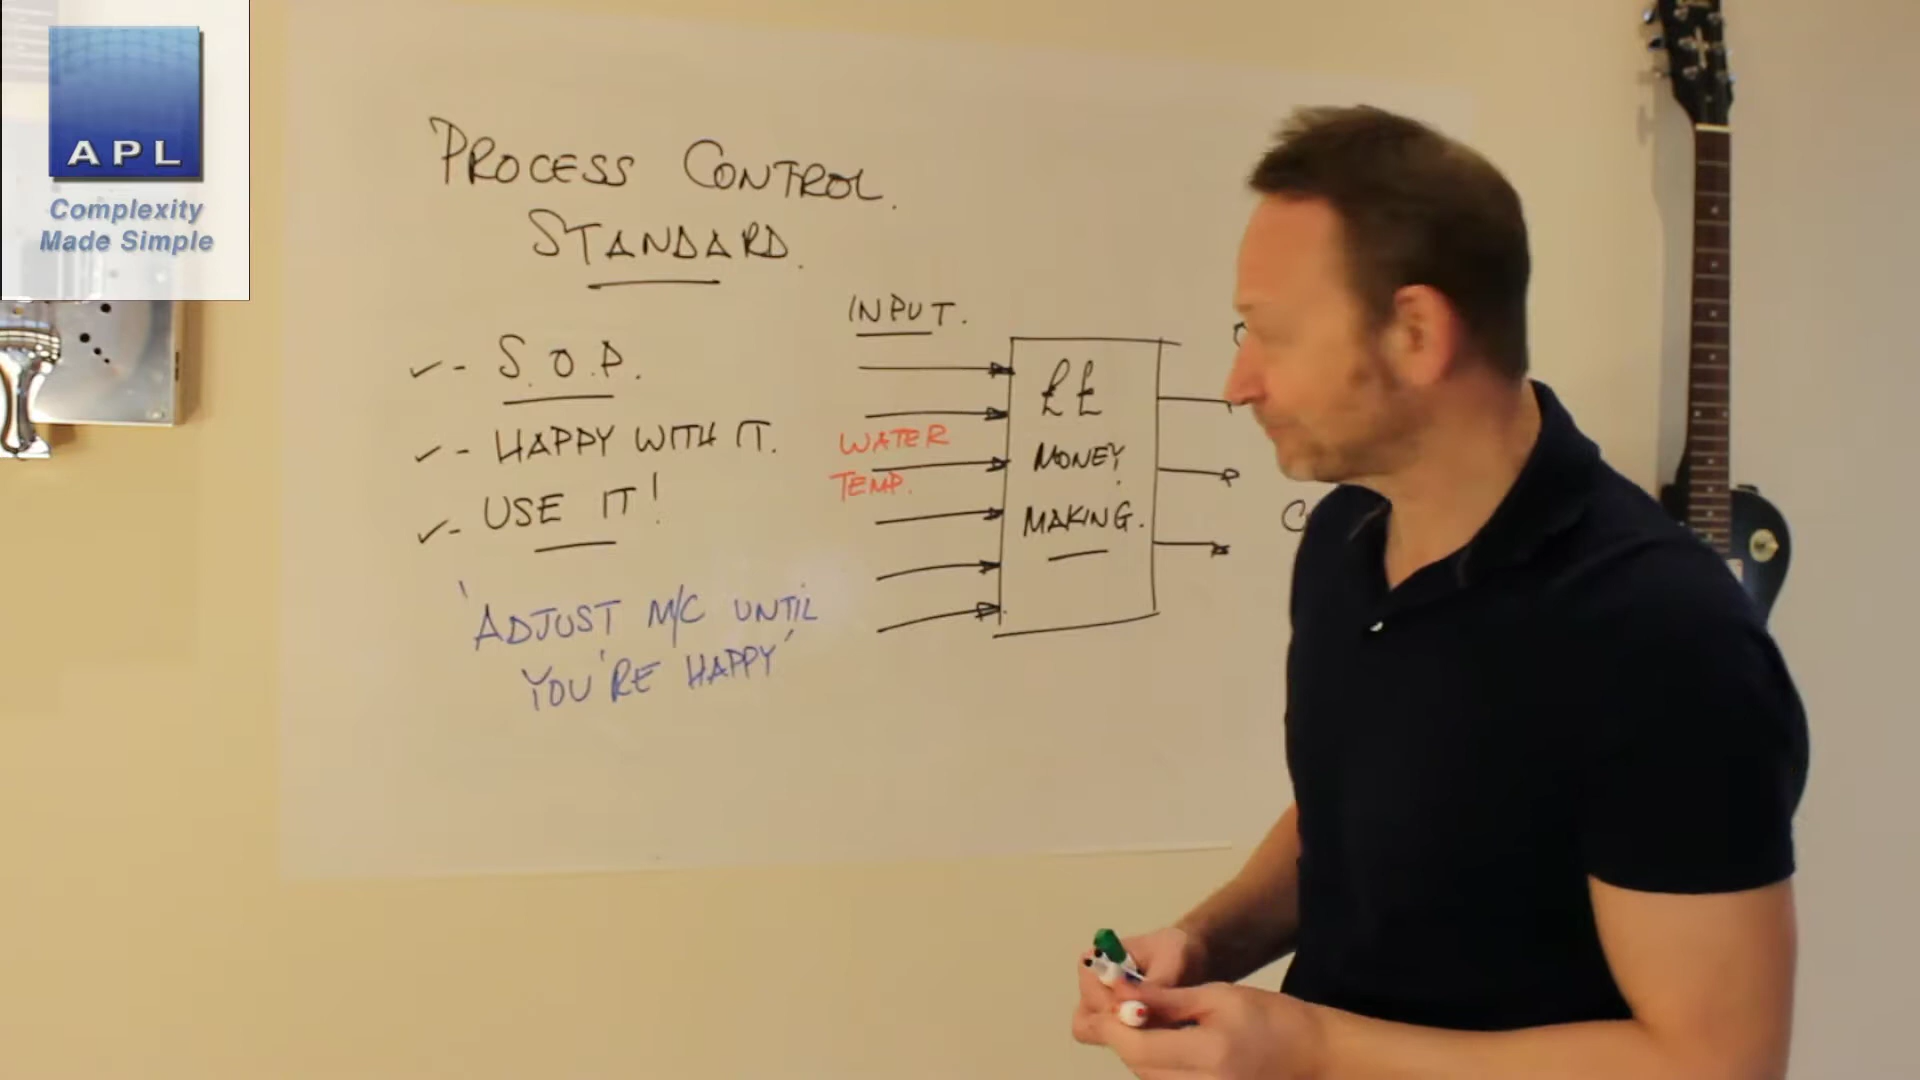 APL
Complexity
Made Simple
PROCESS CONTROL.
STANDARD.
✓ - S.O.P.
✓ - HAPPY WITH IT.
✓ - USE IT!
'ADJUST M/C UNTIL
YOU'RE HAPPY'
INPUT.
WATER
TEMP.
££
MONEY
MAKING.